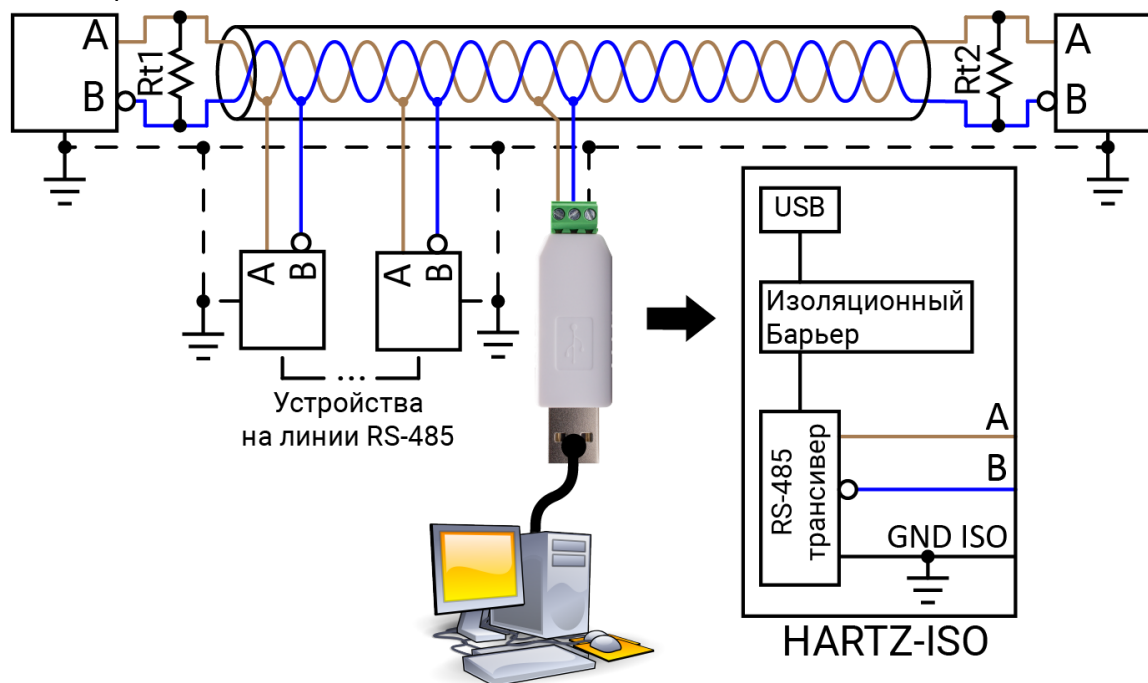 A
B
Rt1
Rt2
A
B
A
B
A
B
...
Устройства
на линии RS-485
USB
Изоляционный
Барьер
RS-485
трансивер
A
B
GND ISO
HARTZ-ISO